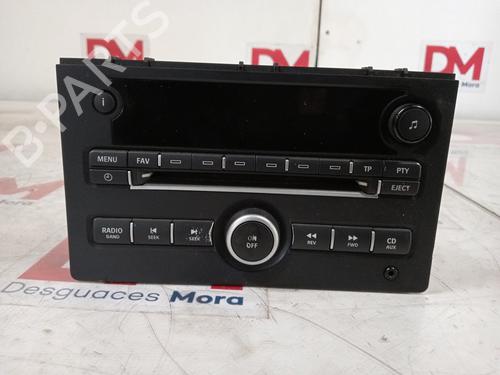 DM
Mora
DM
Mora
B-PARTS
i
MENU
FAV
TP
PTY
EJECT
RADIO
BAND
SEEK
SEEK
ON
OFF
REV
FWD
CD
AUX
DM
Desguaces Mora